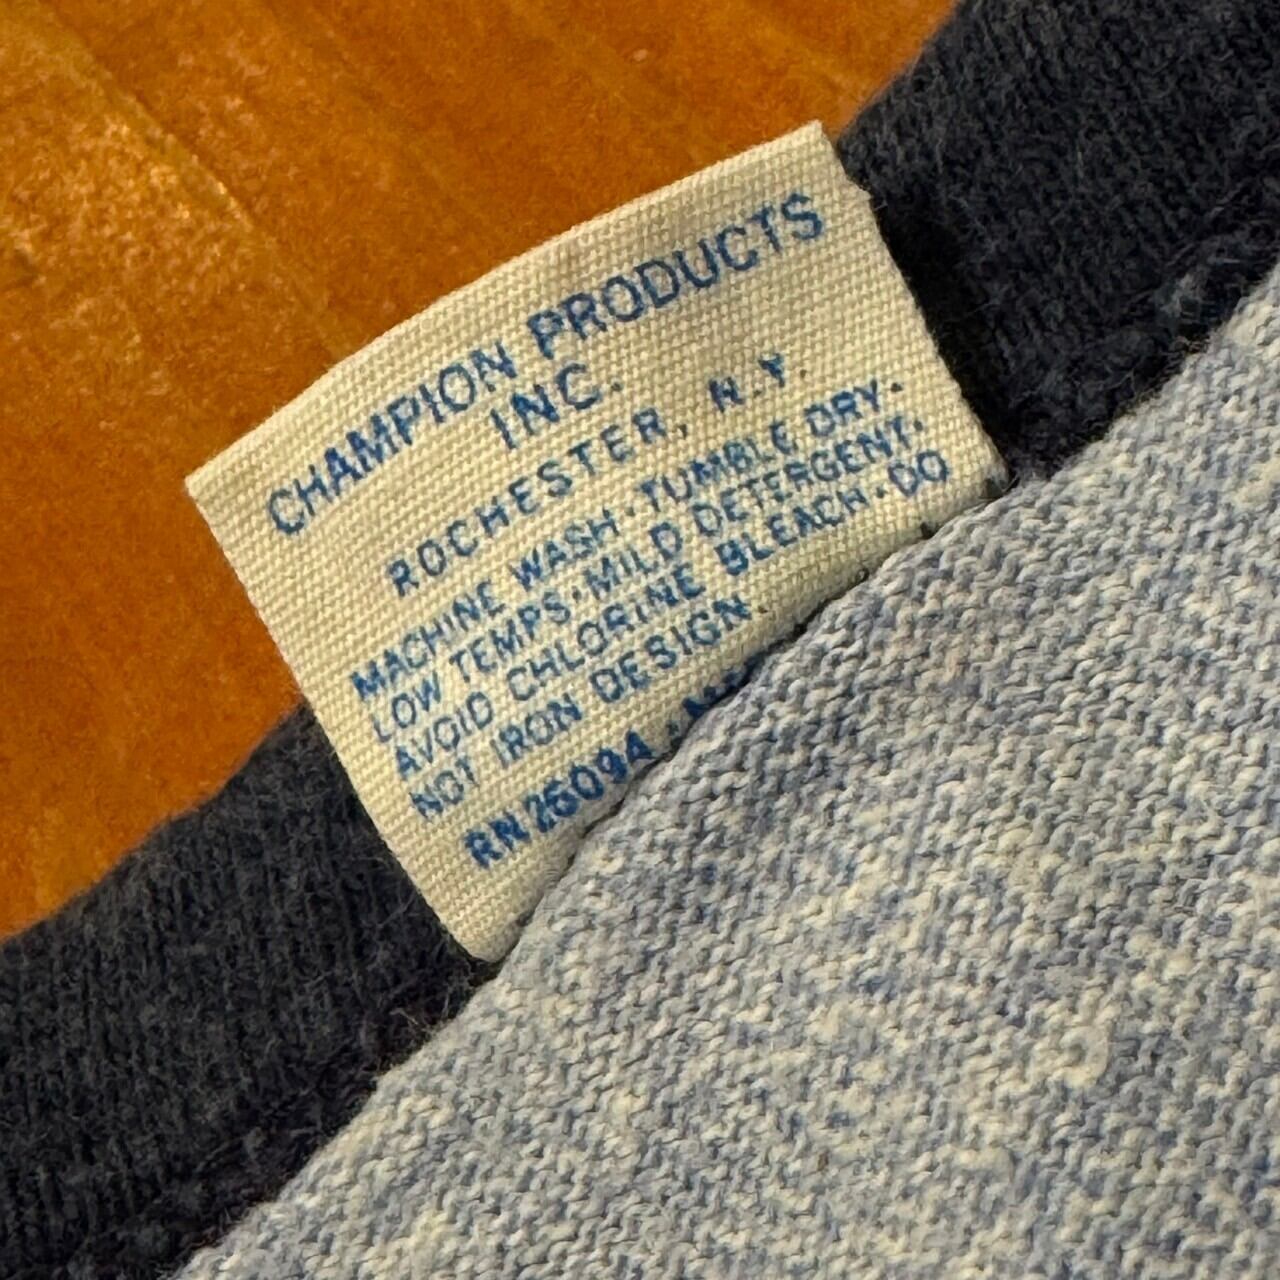 CHAMPION PRODUCTS
INC.
ROCHESTER, N.Y.
MACHINE WASH · TUMBLE DRY ·
LOW TEMPS · MILD DETERGENT.
AVOID CHLORINE BLEACH · DO
NOT IRON DESIGN.
RN 26094